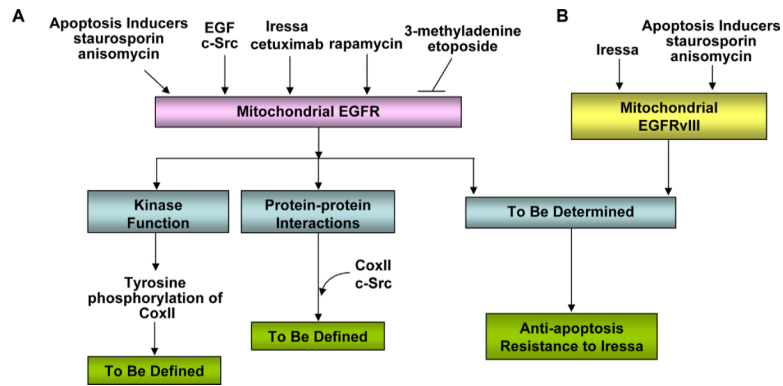 A
Apoptosis Inducers
staurosporin
anisomycin
EGF
c-Src
Iressa
cetuximab
rapamycin
3-methyladenine
etoposide
Mitochondrial EGFR
Kinase
Function
Protein-protein
Interactions
To Be Determined
Tyrosine
phosphorylation of
CoxII
CoxII
c-Src
To Be Defined
To Be Defined
Anti-apoptosis
Resistance to Iressa
B
Iressa
Apoptosis Inducers
staurosporin
anisomycin
Mitochondrial
EGFRvIII